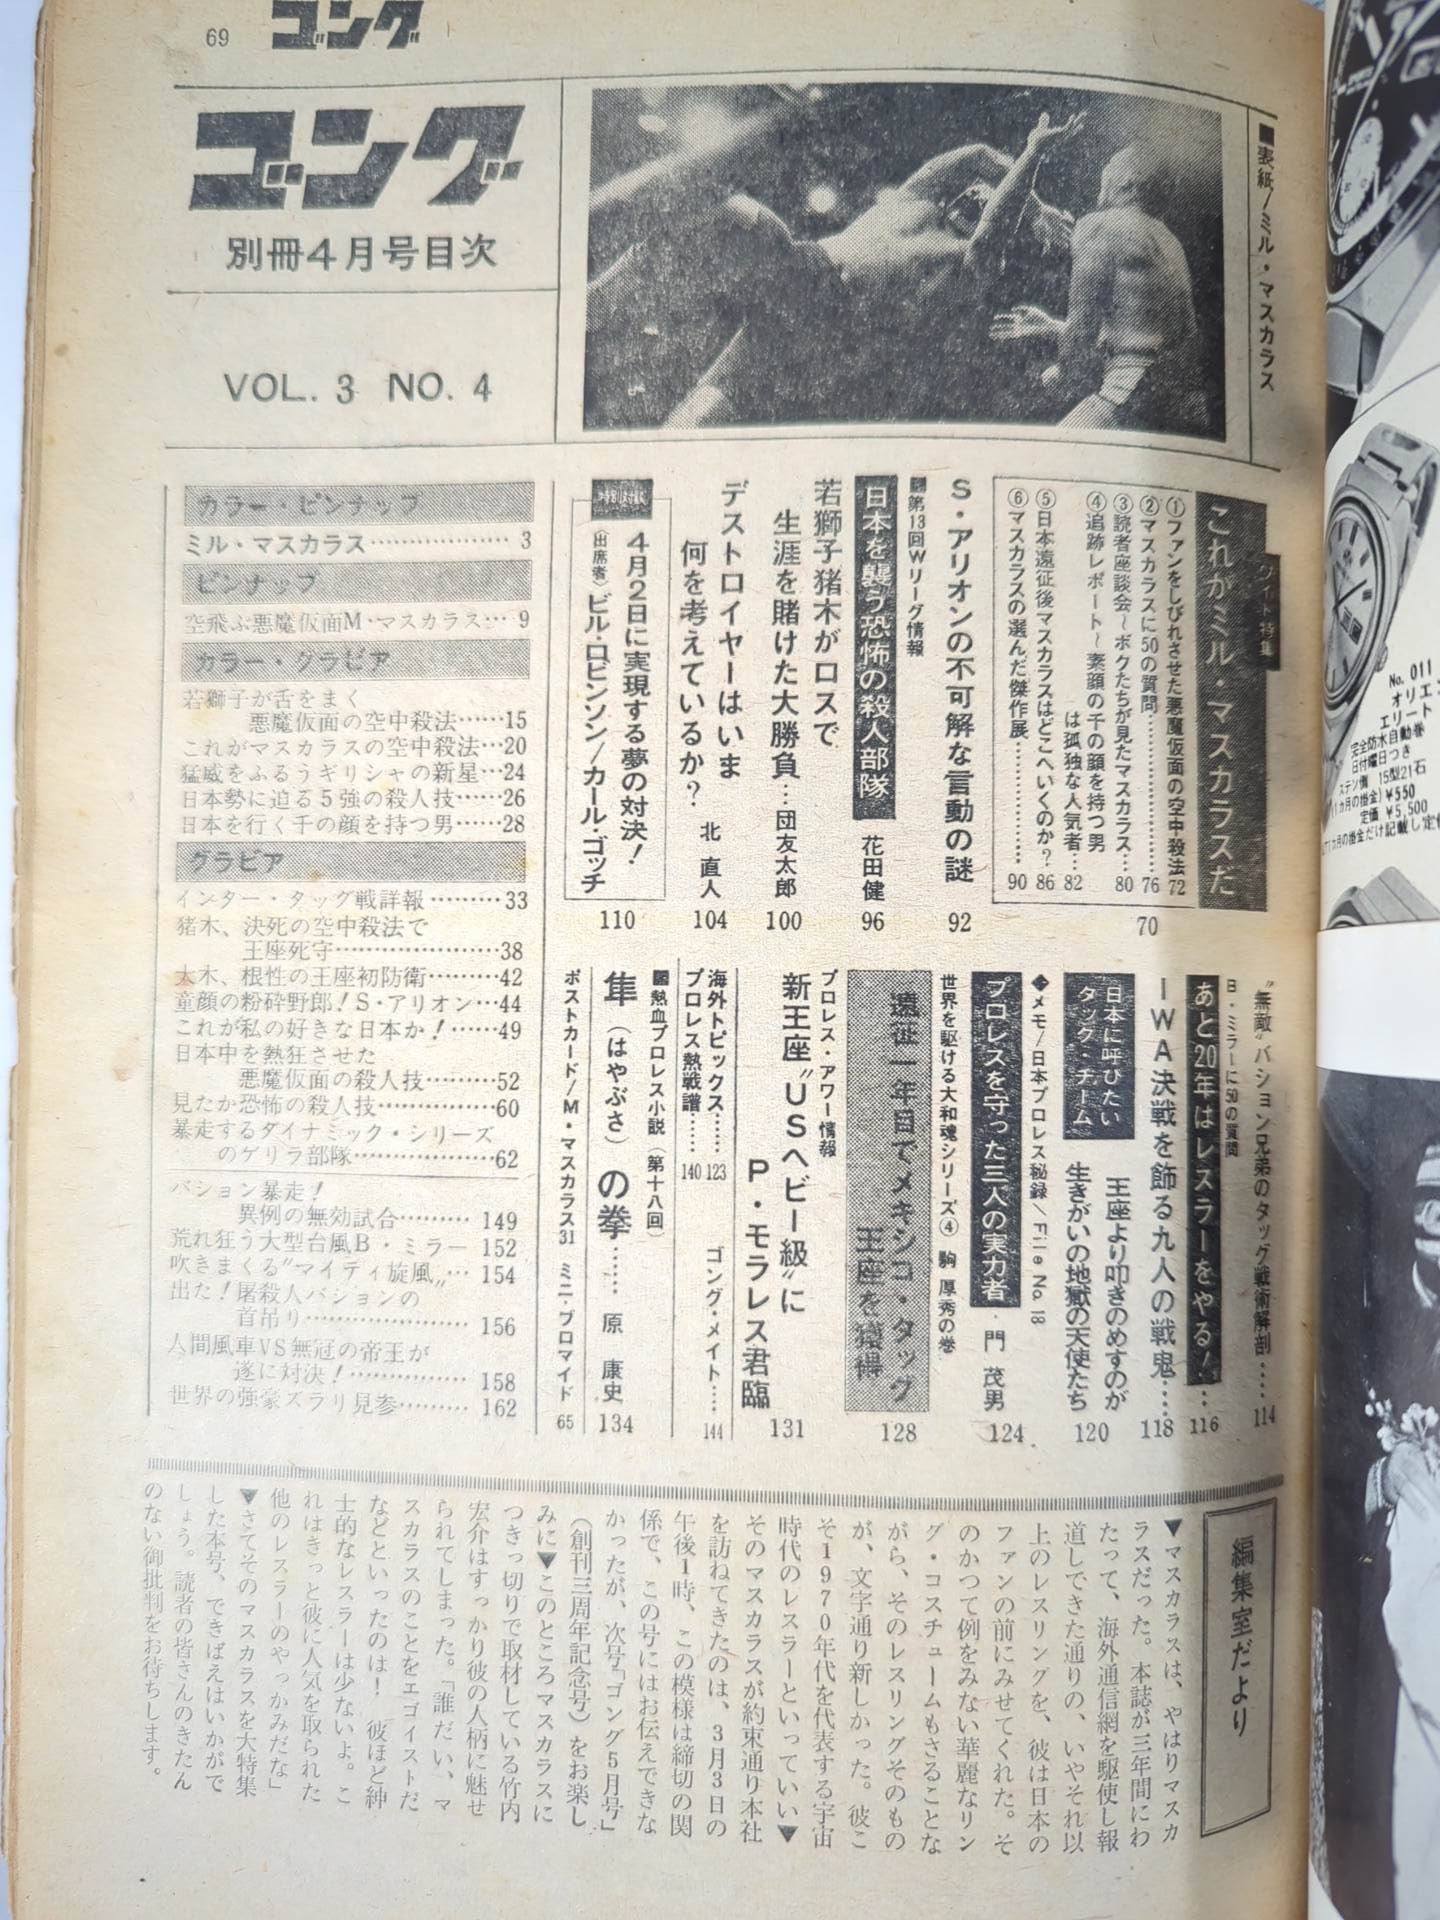 69
ゴング
ゴング
別冊4月号目次
VOL. 3 NO. 4
■表紙/ミル・マスカラス
ワイド特集
これがミル・マスカラスだ
70
①ファンをしびれさせた悪魔仮面の空中殺法 72
②マスカラスに50の質問……………… 76
③読者座談会~ボクたちが見たマスカラス… 80
④追跡レポート~素顔の千の顔を持つ男
は孤独な人気者… 82
⑤日本遠征後マスカラスはどこへいくのか? 86
⑥マスカラスの選んだ傑作展………… 90
S・アリオンの不可解な言動の謎 92
第13回Wリーグ情報
日本を襲う恐怖の殺人部隊 花田 健 96
若獅子猪木がロスで
生涯を賭けた大勝負…団友太郎 100
デストロイヤーはいま
何を考えているか? 北 直人 104
4月2日に実現する夢の対決!
(出席者)ビル・ロビンソン/カール・ゴッチ 110
カラー・ピンナップ
ミル・マスカラス……………… 3
ピンナップ
空飛ぶ悪魔仮面M・マスカラス… 9
カラー・グラビア
若獅子が舌をまく
悪魔仮面の空中殺法……15
これがマスカラスの空中殺法…20
猛威をふるうギリシャの新星…24
日本勢に迫る5強の殺人技……26
日本を行く千の顔を持つ男……28
グラビア
インター・タッグ戦詳報………33
猪木、決死の空中殺法で
王座死守…………………38
大木、根性の王座初防衛………42
童顔の粉砕野郎!S・アリオン…44
これが私の好きな日本か!……49
日本中を熱狂させた
悪魔仮面の殺人技………52
見たか恐怖の殺人技……………60
暴走するダイナミック・シリーズ
のゲリラ部隊………………62
バション暴走!
異例の無効試合……… 149
荒れ狂う大型台風B・ミラー 152
吹きまくる"マイティ旋風"… 154
出た!屠殺人バションの
首吊り………………… 156
人間風車VS無冠の帝王が
遂に対決!…………… 158
世界の強豪ズラリ見参……… 162
"無敵"バション兄弟のタッグ戦術解剖…… 114
B・ミラーに50の質問
あと20年はレスラーをやる!… 116
IWA決戦を飾る九人の戦鬼…… 118
日本に呼びたい
タッグ・チーム
王座より叩きのめすのが
生きがいの地獄の天使たち 120
◆メモ/日本プロレス秘録/File No.18
プロレスを守った三人の実力者 門 茂男 124
世界を駆ける大和魂シリーズ④ 駒 厚秀の巻
遠征一年目でメキシコ・タッグ
王座を獲得 128
プロレス・アワー情報
新王座"USヘビー級"に
P・モラレス君臨 131
海外トピックス…… 123
プロレス熱戦譜…… 140
ゴング・メイト…… 144
熱血プロレス小説(第十八回)
隼(はやぶさ)の拳…… 原 康史 134
ポストカード/M・マスカラス31 ミニ・ブロマイド 65
編集室だより
▼マスカラスは、やはりマスカ
ラスだった。本誌が三年間にわ
たって、海外通信網を駆使し報
道してきた通りの、いやそれ以
上のレスリングを、彼は日本の
ファンの前にみせてくれた。そ
のかつて例をみない華麗なリン
グ・コスチュームもさることな
がら、そのレスリングそのもの
が、文字通り新しかった。彼こ
そ1970年代を代表する宇宙
時代のレスラーといっていい▼
そのマスカラスが約束通り本社
を訪ねてきたのは、3月3日の
午後1時、この模様は締切の関
係で、この号にはお伝えできな
かったが、次号「ゴング5月号」
(創刊三周年記念号)をお楽し
みに▼このところマスカラスに
つきっ切りで取材している竹内
宏介はすっかり彼の人柄に魅せ
られてしまった。「誰だい、マ
スカラスのことをエゴイストだ
などといったのは! 彼ほど紳
士的なレスラーは少ないよ。こ
れはきっと彼に人気を取られた
他のレスラーのやっかみだな」
▼さてそのマスカラスを大特集
した本号、できばえはいかがで
しょう。読者の皆さんのきたん
のない御批判をお待ちします。
No. 011
オリエン
エリート
完全防水自動巻
日付曜日つき
ステン側 15型21石
(1ヵ月の掛金)¥550
定価 ¥5,500